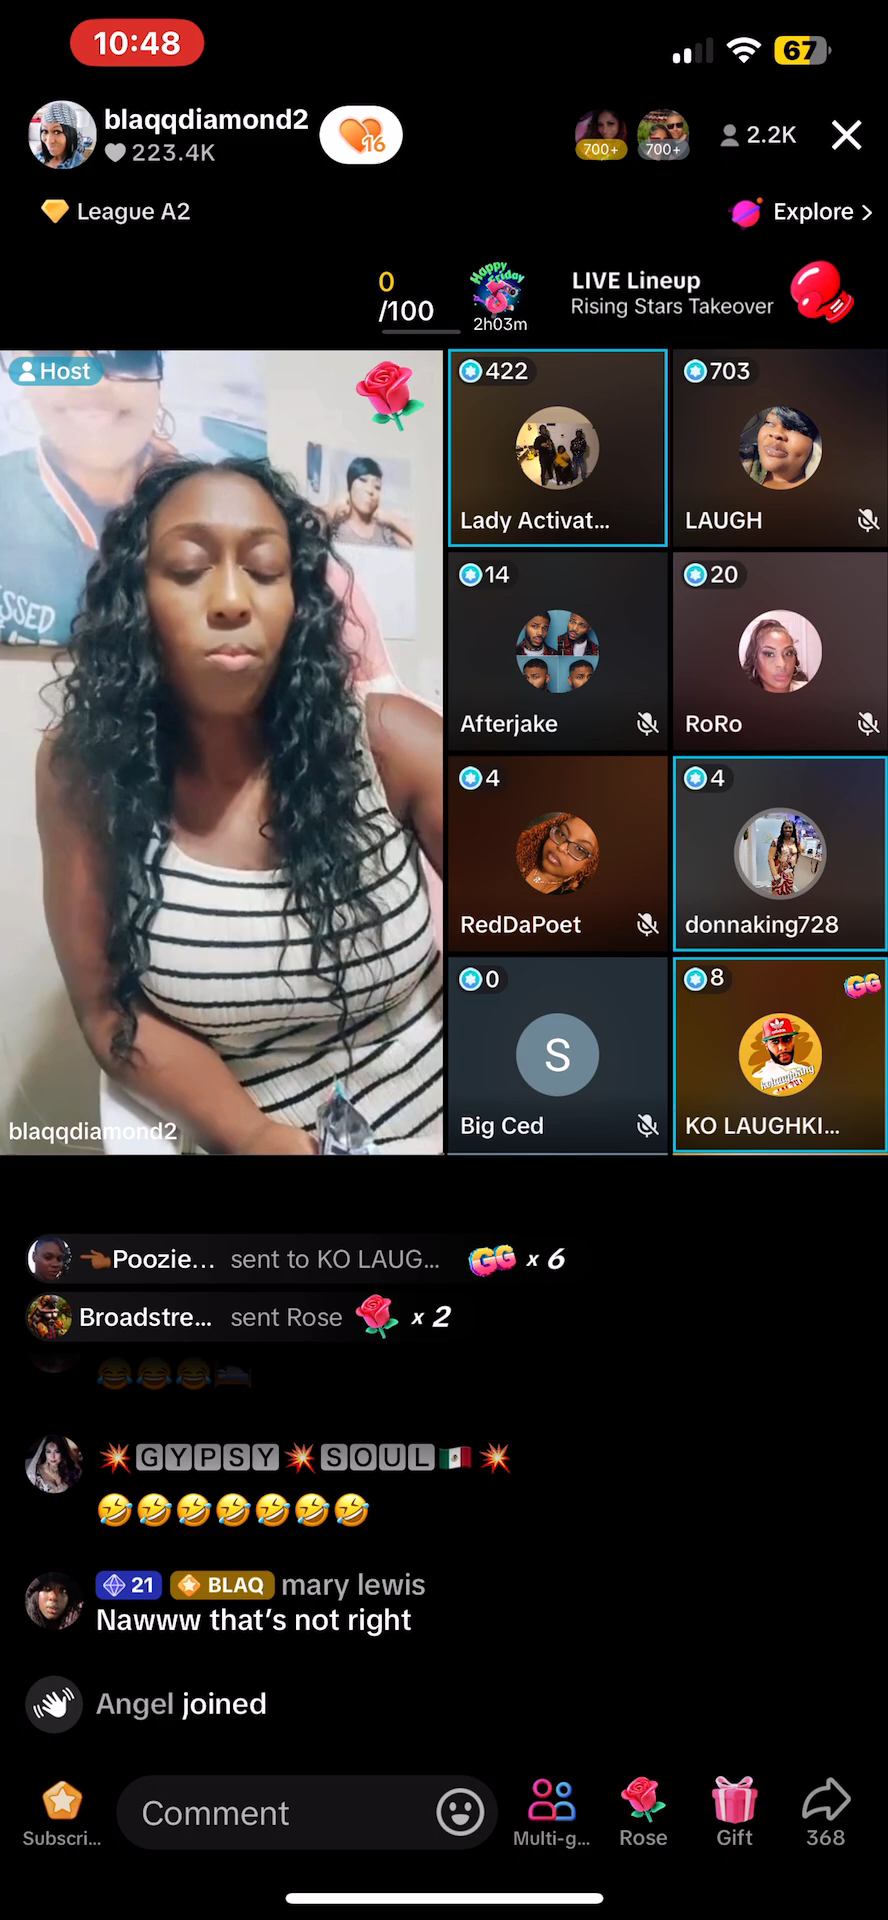 10:48
67
blaqqdiamond2
223.4K
16
700+
700+
2.2K
League A2
Explore >
0
/100
Happy Friday
2h03m
LIVE Lineup
Rising Stars Takeover
Host
SSED
blaqqdiamond2
422
Lady Activat...
703
LAUGH
14
Afterjake
20
RoRo
4
RedDaPoet
4
donnaking728
0
S
Big Ced
8
GG
KO LAUGHKI...
Poozie... sent to KO LAUG... GG x 6
Broadstre... sent Rose x 2
😂😂😂🛌
💥🄶🅈🄿🅂🅈💥🅂🄾🅄🄻🇲🇽💥
🤣🤣🤣🤣🤣🤣🤣
21 BLAQ mary lewis
Nawww that's not right
Angel joined
Subscri...
Comment
Multi-g...
Rose
Gift
368